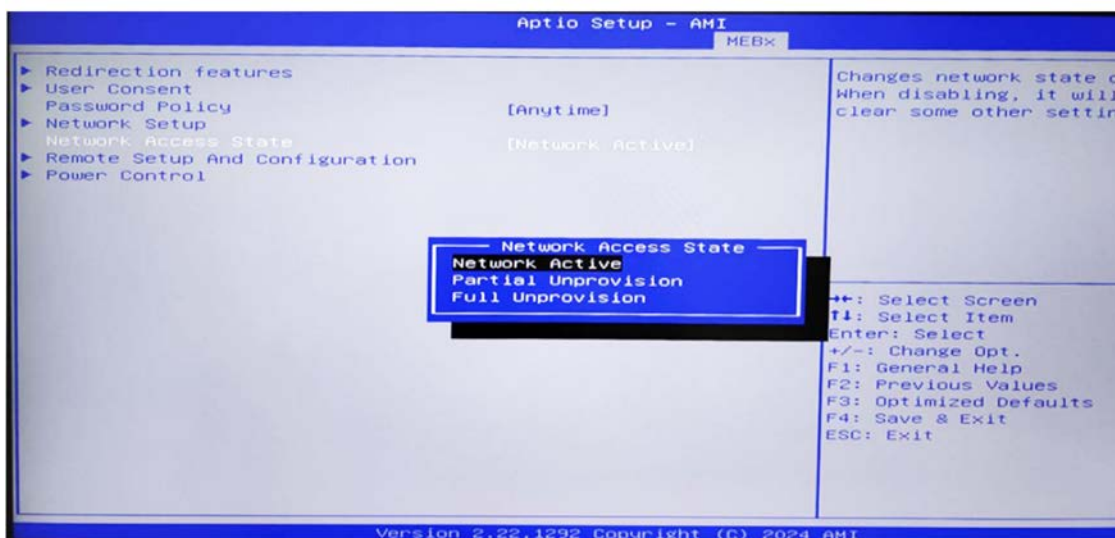 Aptio Setup - AMI
MEBx
► Redirection features
► User Consent
Password Policy [Anytime]
► Network Setup
Network Access State [Network Active]
► Remote Setup And Configuration
► Power Control
Changes network state
When disabling, it will
clear some other
Network Access State
Network Active
Partial Unprovision
Full Unprovision
→←: Select Screen
↑↓: Select Item
Enter: Select
+/-: Change Opt.
F1: General Help
F2: Previous Values
F3: Optimized Defaults
F4: Save & Exit
ESC: Exit
Version 2.22.1292 Copyright (C) 2024 AMI